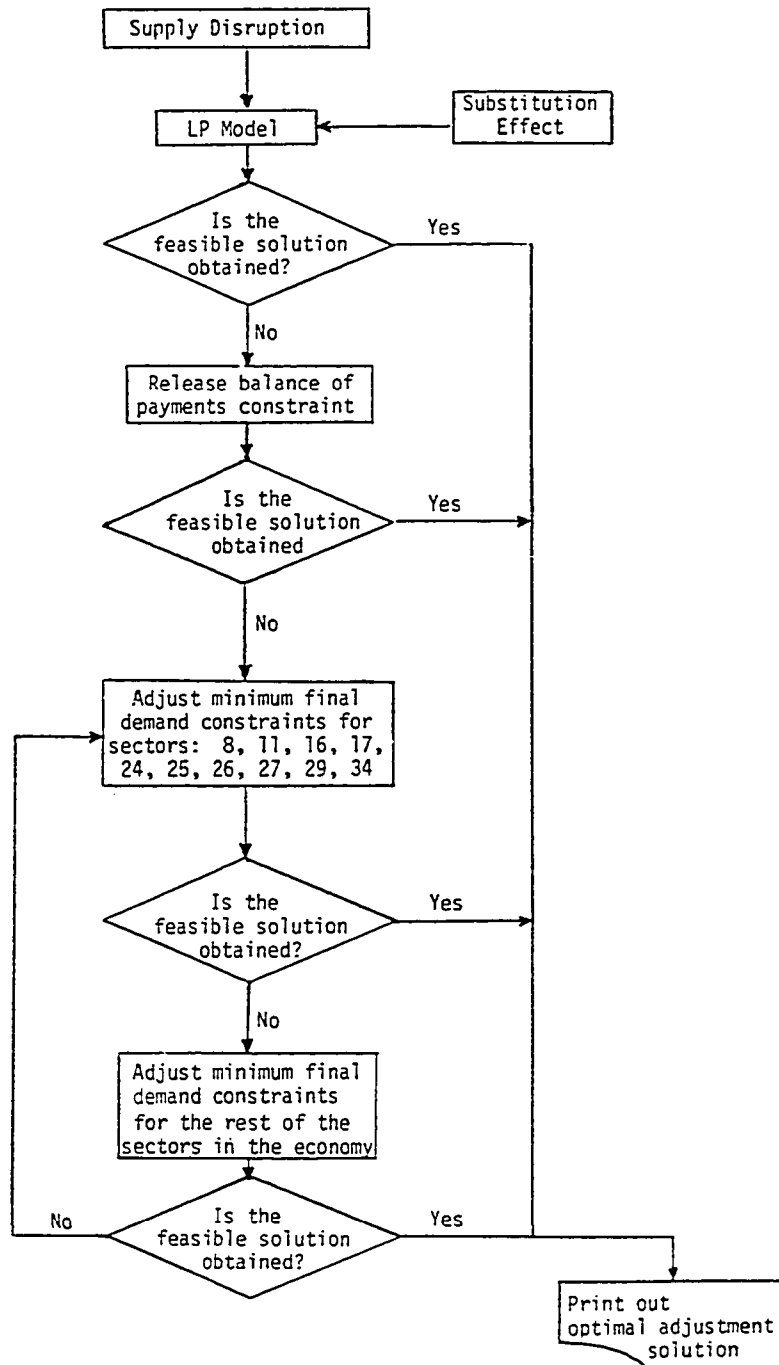 Supply Disruption
LP Model
Substitution
Effect
Is the
feasible solution
obtained?
Yes
No
Release balance of
payments constraint
Is the
feasible solution
obtained
Yes
No
Adjust minimum final
demand constraints for
sectors: 8, 11, 16, 17,
24, 25, 26, 27, 29, 34
Is the
feasible solution
obtained?
Yes
No
Adjust minimum final
demand constraints
for the rest of the
sectors in the economy
No
Is the
feasible solution
obtained?
Yes
Print out
optimal adjustment
solution